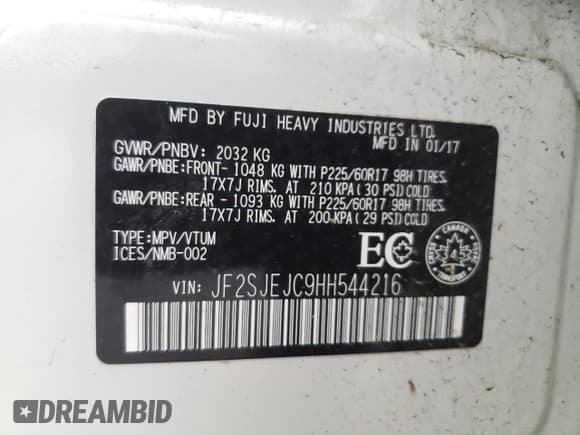 MFD BY FUJI HEAVY INDUSTRIES LTD.
MFD IN 01/17
GVWR/PNBV: 2032 KG
GAWR/PNBE:FRONT- 1048 KG WITH P225/60R17 98H TIRES,
17X7J RIMS. AT 210 KPA (30 PSI)COLD
GAWR/PNBE:REAR - 1093 KG WITH P225/60R17 98H TIRES,
17X7J RIMS. AT 200 KPA (29 PSI)COLD
TYPE:MPV/VTUM
ICES/NMB-002
EC
CANADA
TRANSPORT
VIN: JF2SJEJC9HH544216
DREAMBID